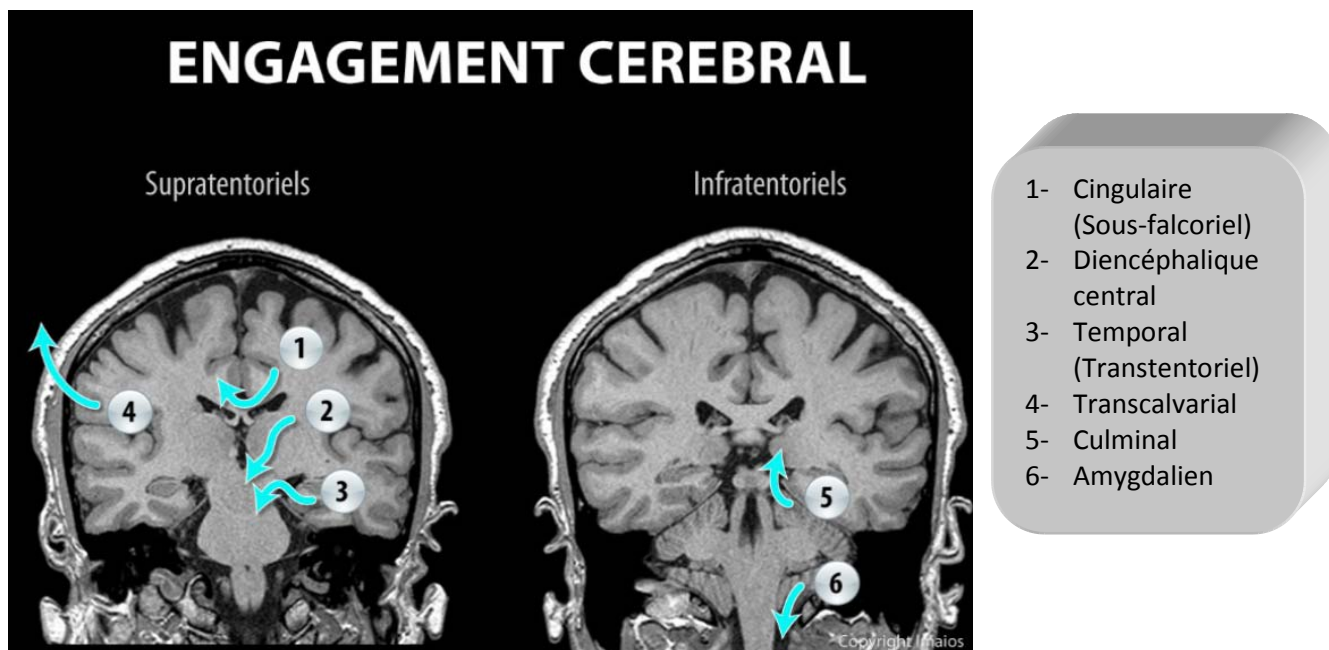 ENGAGEMENT CEREBRAL
Supratentoriels
Infratentoriels
1
2
3
4
5
6
Copyright Imaios
1- Cingulaire
(Sous-falcoriel)
2- Diencéphalique
central
3- Temporal
(Transtentoriel)
4- Transcalvarial
5- Culminal
6- Amygdalien